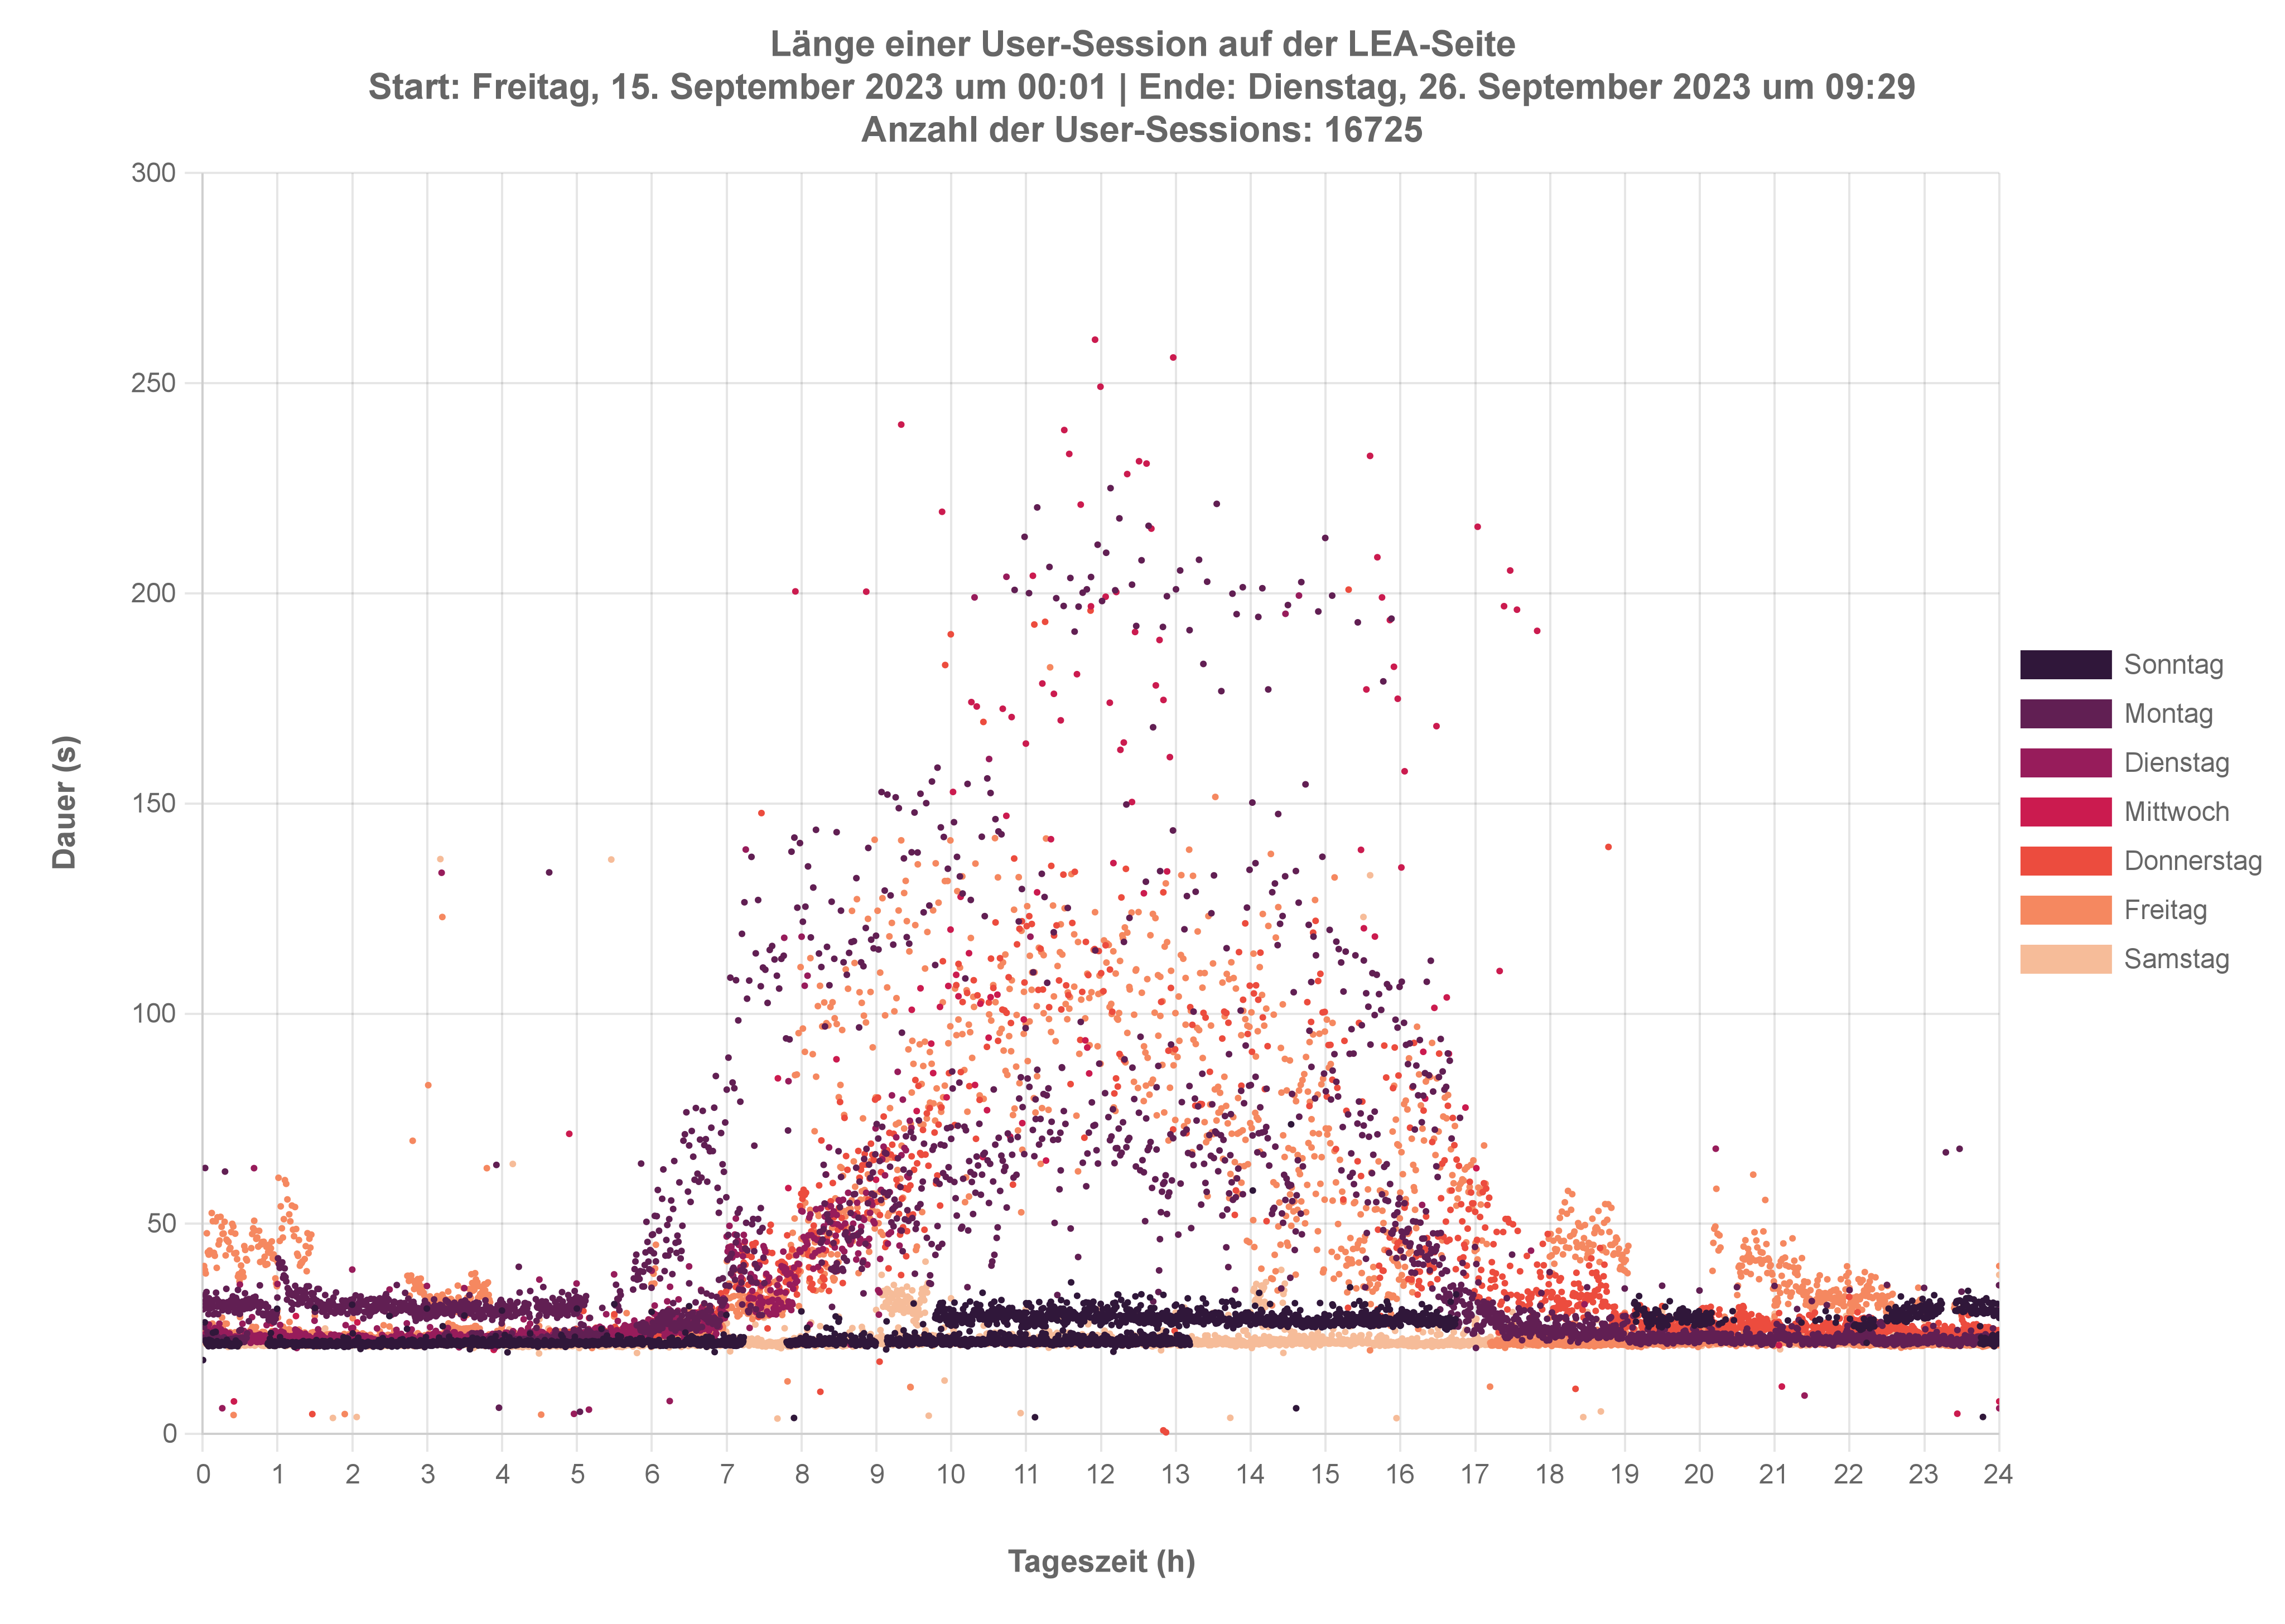 Länge einer User-Session auf der LEA-Seite
Start: Freitag, 15. September 2023 um 00:01 | Ende: Dienstag, 26. September 2023 um 09:29
Anzahl der User-Sessions: 16725
300
250
200
150
100
50
0
Dauer (s)
0 1 2 3 4 5 6 7 8 9 10 11 12 13 14 15 16 17 18 19 20 21 22 23 24
Tageszeit (h)
Sonntag
Montag
Dienstag
Mittwoch
Donnerstag
Freitag
Samstag